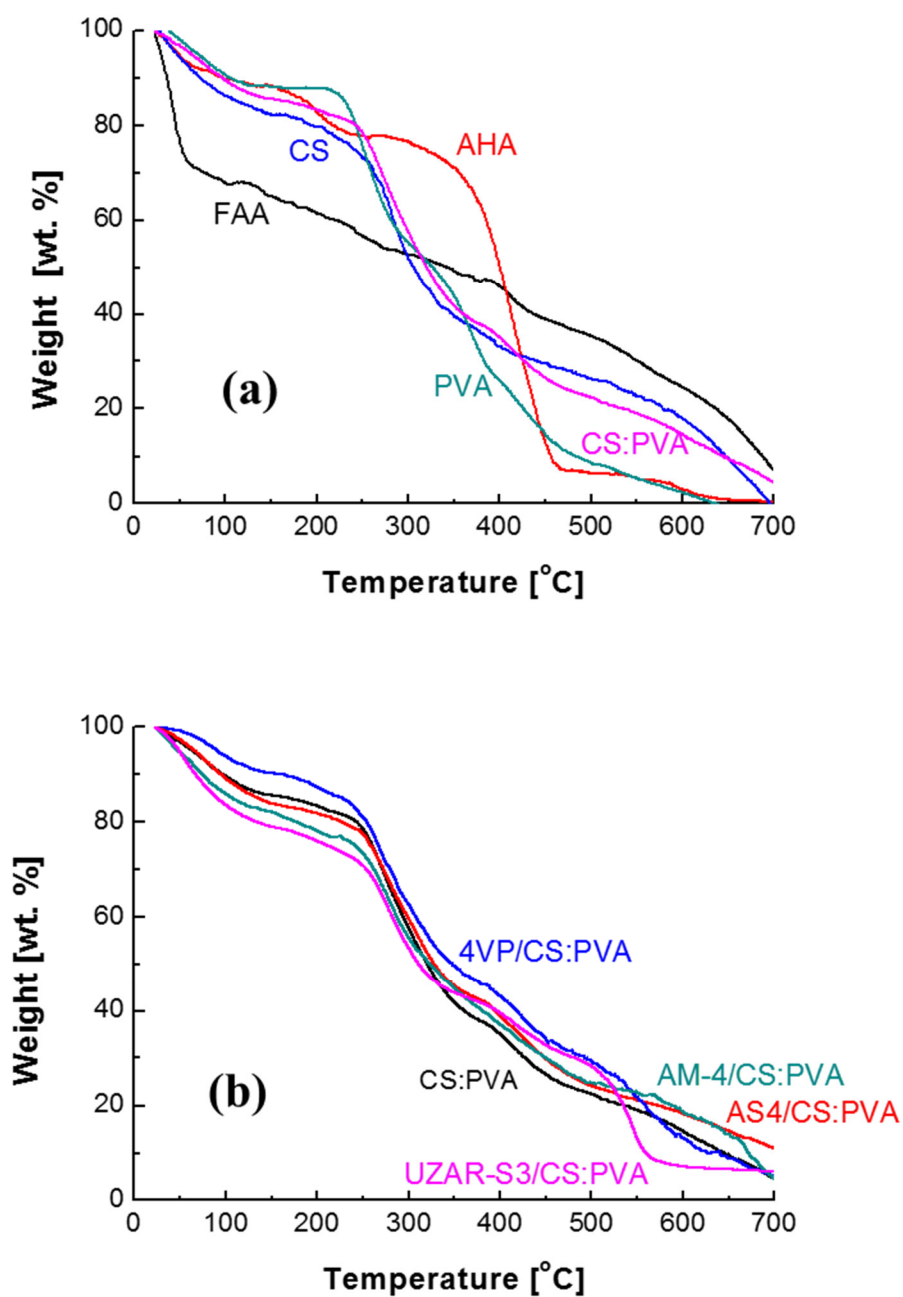 100
80
60
40
20
0
Weight [wt. %]
AHA
CS
FAA
PVA
CS:PVA
(a)
0 100 200 300 400 500 600 700
Temperature [°C]
100
80
60
40
20
0
Weight [wt. %]
4VP/CS:PVA
CS:PVA
AM-4/CS:PVA
AS4/CS:PVA
UZAR-S3/CS:PVA
(b)
0 100 200 300 400 500 600 700
Temperature [°C]